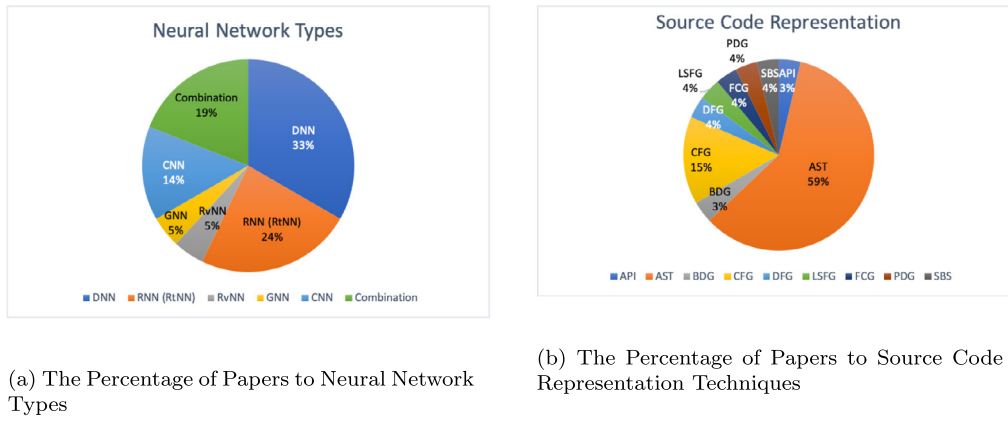 Neural Network Types
Combination
19%
DNN
33%
CNN
14%
GNN
5%
RvNN
5%
RNN (RtNN)
24%
DNN RNN (RtNN) RvNN GNN CNN Combination
(a) The Percentage of Papers to Neural Network
Types
Source Code Representation
PDG
4%
LSFG
4%
SBS
4%
API
3%
FCG
4%
DFG
4%
CFG
15%
AST
59%
BDG
3%
API AST BDG CFG DFG LSFG FCG PDG SBS
(b) The Percentage of Papers to Source Code
Representation Techniques